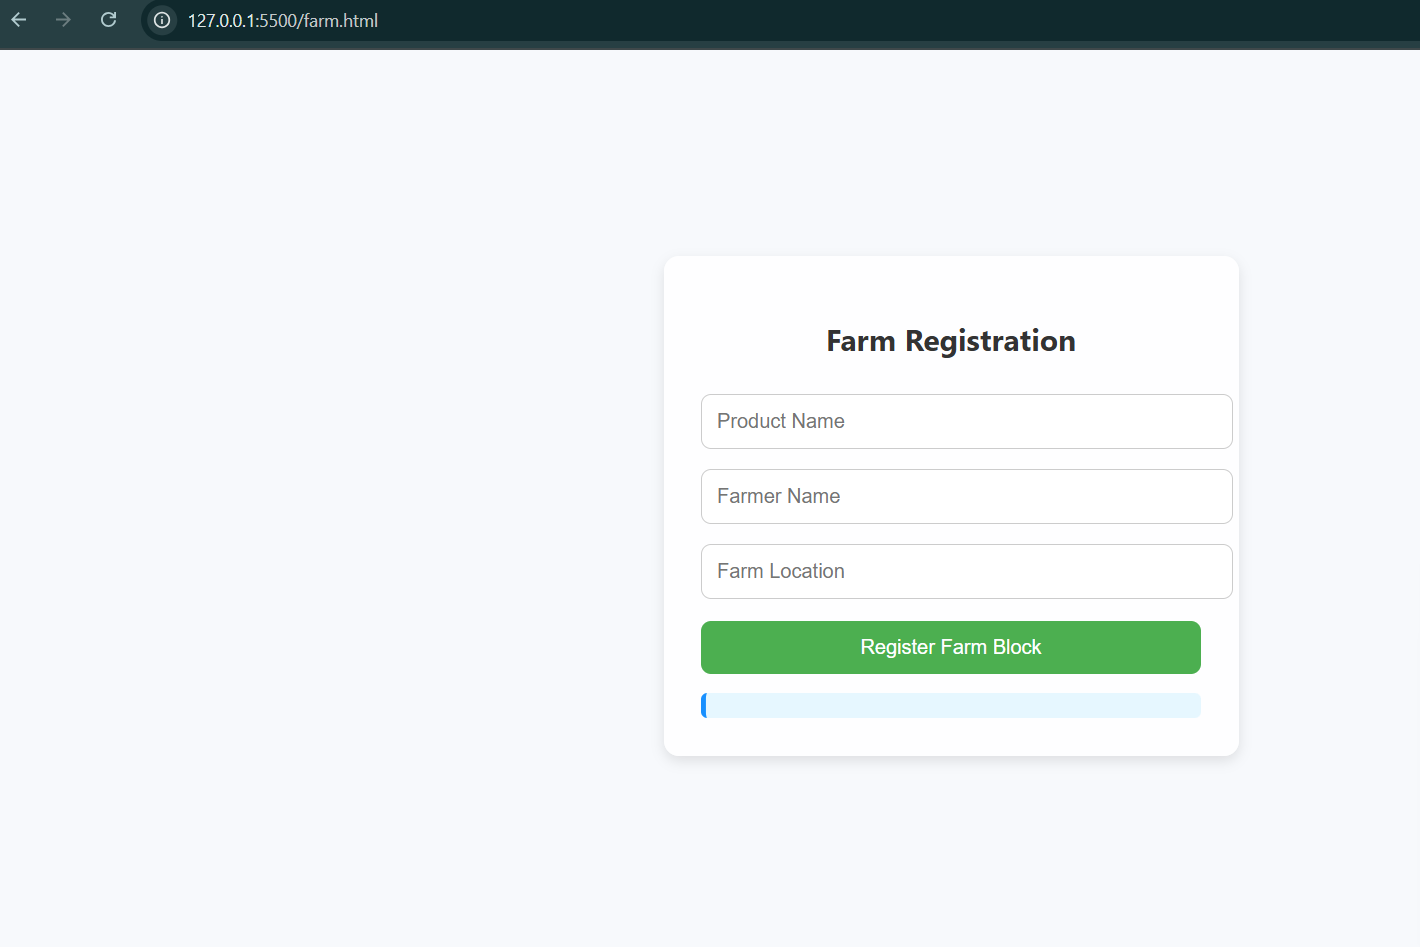 127.0.0.1:5500/farm.html
Farm Registration
Product Name
Farmer Name
Farm Location
Register Farm Block